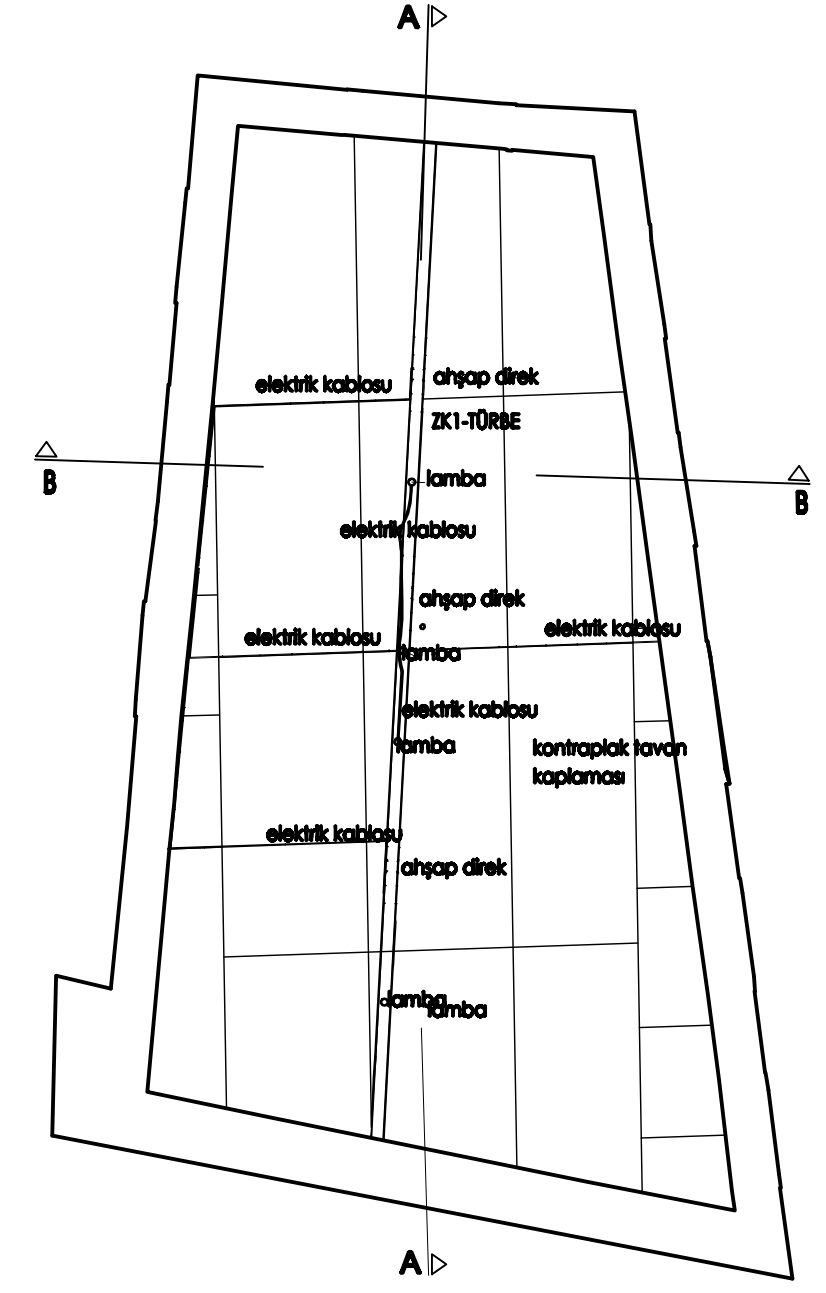 A
elektrik kablosu
ahşap direk
ZK1-TÜRBE
B
lamba
B
elektrik kablosu
ahşap direk
elektrik kablosu
elektrik kablosu
lamba
elektrik kablosu
lamba
kontraplak tavan
kaplaması
elektrik kablosu
ahşap direk
lamba
lamba
A